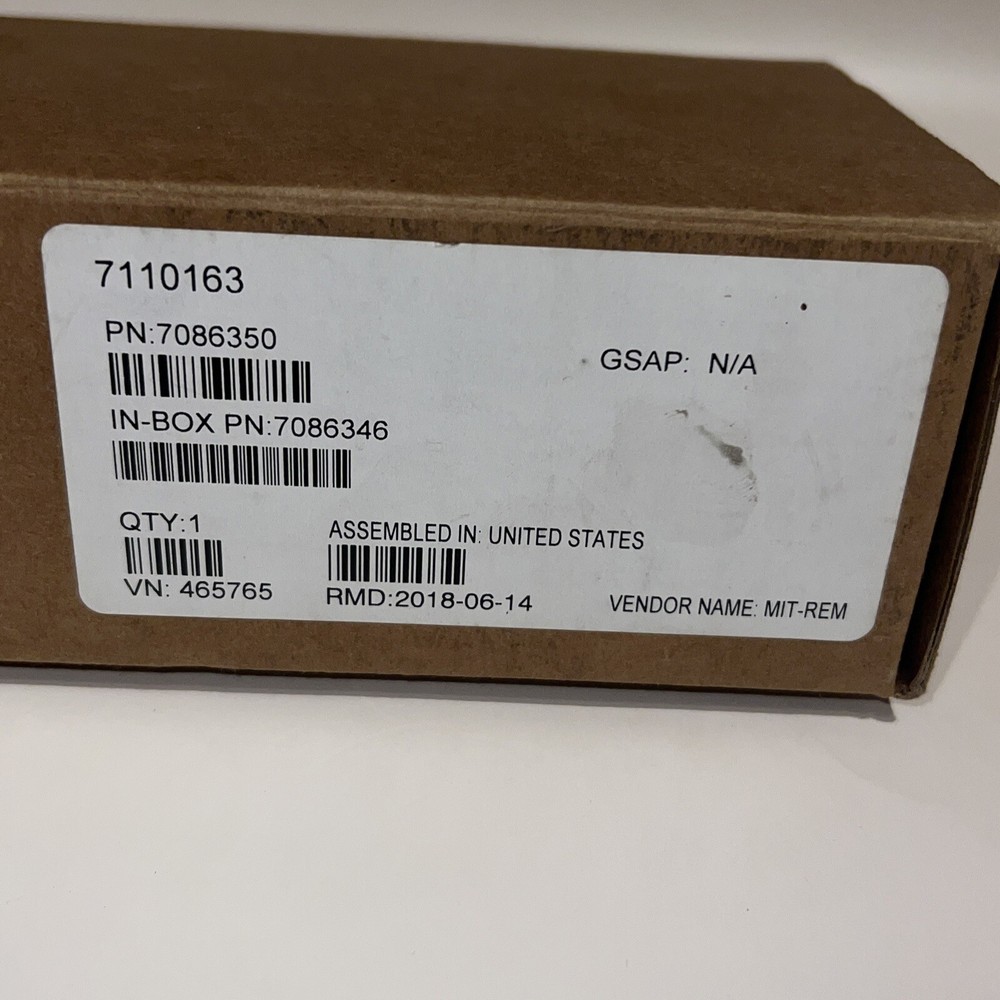 7110163
PN:7086350
GSAP: N/A
IN-BOX PN:7086346
QTY:1
ASSEMBLED IN: UNITED STATES
VN: 465765
RMD:2018-06-14
VENDOR NAME: MIT-REM